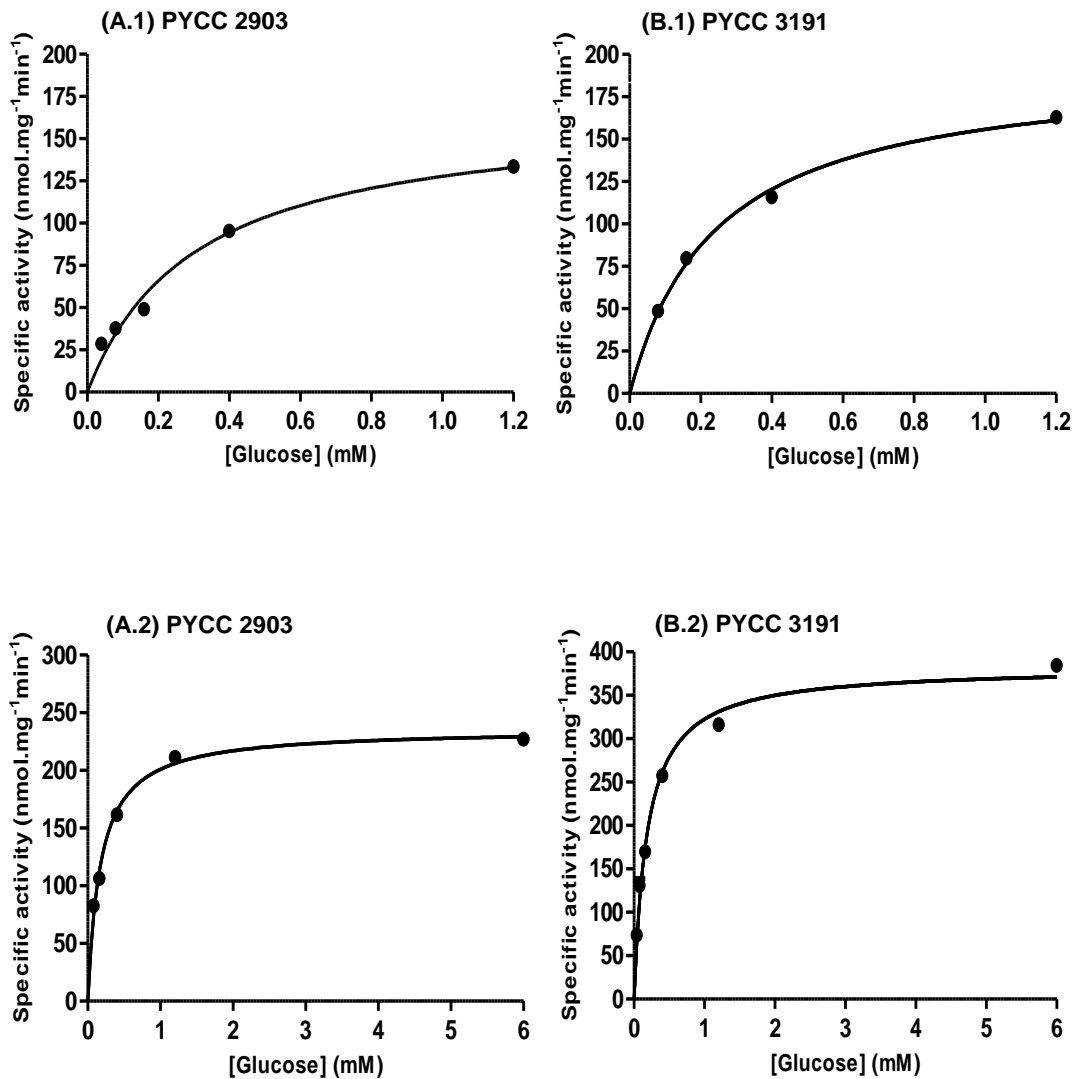 (A.1) PYCC 2903
Specific activity (nmol.mg⁻¹min⁻¹)
200
175
150
125
100
75
50
25
0
0.0 0.2 0.4 0.6 0.8 1.0 1.2
[Glucose] (mM)
(B.1) PYCC 3191
Specific activity (nmol.mg⁻¹min⁻¹)
200
175
150
125
100
75
50
25
0
0.0 0.2 0.4 0.6 0.8 1.0 1.2
[Glucose] (mM)
(A.2) PYCC 2903
Specific activity (nmol.mg⁻¹min⁻¹)
300
250
200
150
100
50
0
0 1 2 3 4 5 6
[Glucose] (mM)
(B.2) PYCC 3191
Specific activity (nmol.mg⁻¹min⁻¹)
400
350
300
250
200
150
100
50
0
0 1 2 3 4 5 6
[Glucose] (mM)